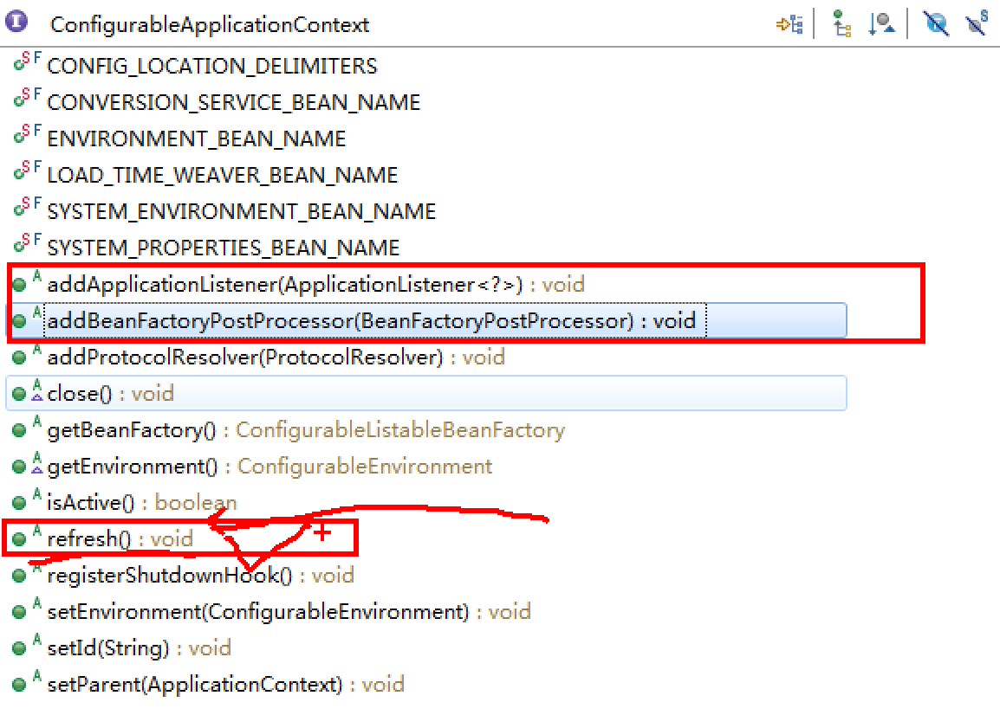 ConfigurableApplicationContext
CONFIG_LOCATION_DELIMITERS
CONVERSION_SERVICE_BEAN_NAME
ENVIRONMENT_BEAN_NAME
LOAD_TIME_WEAVER_BEAN_NAME
SYSTEM_ENVIRONMENT_BEAN_NAME
SYSTEM_PROPERTIES_BEAN_NAME
addApplicationListener(ApplicationListener<?>) : void
addBeanFactoryPostProcessor(BeanFactoryPostProcessor) : void
addProtocolResolver(ProtocolResolver) : void
close() : void
getBeanFactory() : ConfigurableListableBeanFactory
getEnvironment() : ConfigurableEnvironment
isActive() : boolean
refresh() : void
registerShutdownHook() : void
setEnvironment(ConfigurableEnvironment) : void
setId(String) : void
setParent(ApplicationContext) : void